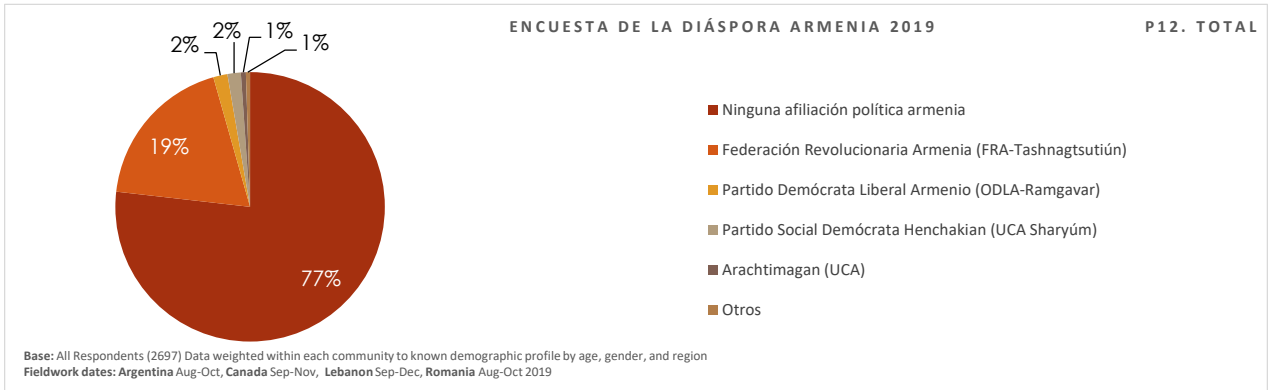 ENCUESTA DE LA DIÁSPORA ARMENIA 2019 P12. TOTAL
2% 2% 1% 1%
19%
77%
Ninguna afiliación política armenia
Federación Revolucionaria Armenia (FRA-Tashnagtsutiún)
Partido Demócrata Liberal Armenio (ODLA-Ramgavar)
Partido Social Demócrata Henchakian (UCA Sharyúm)
Arachtimagan (UCA)
Otros
Base: All Respondents (2697) Data weighted within each community to known demographic profile by age, gender, and region
Fieldwork dates: Argentina Aug-Oct, Canada Sep-Nov, Lebanon Sep-Dec, Romania Aug-Oct 2019